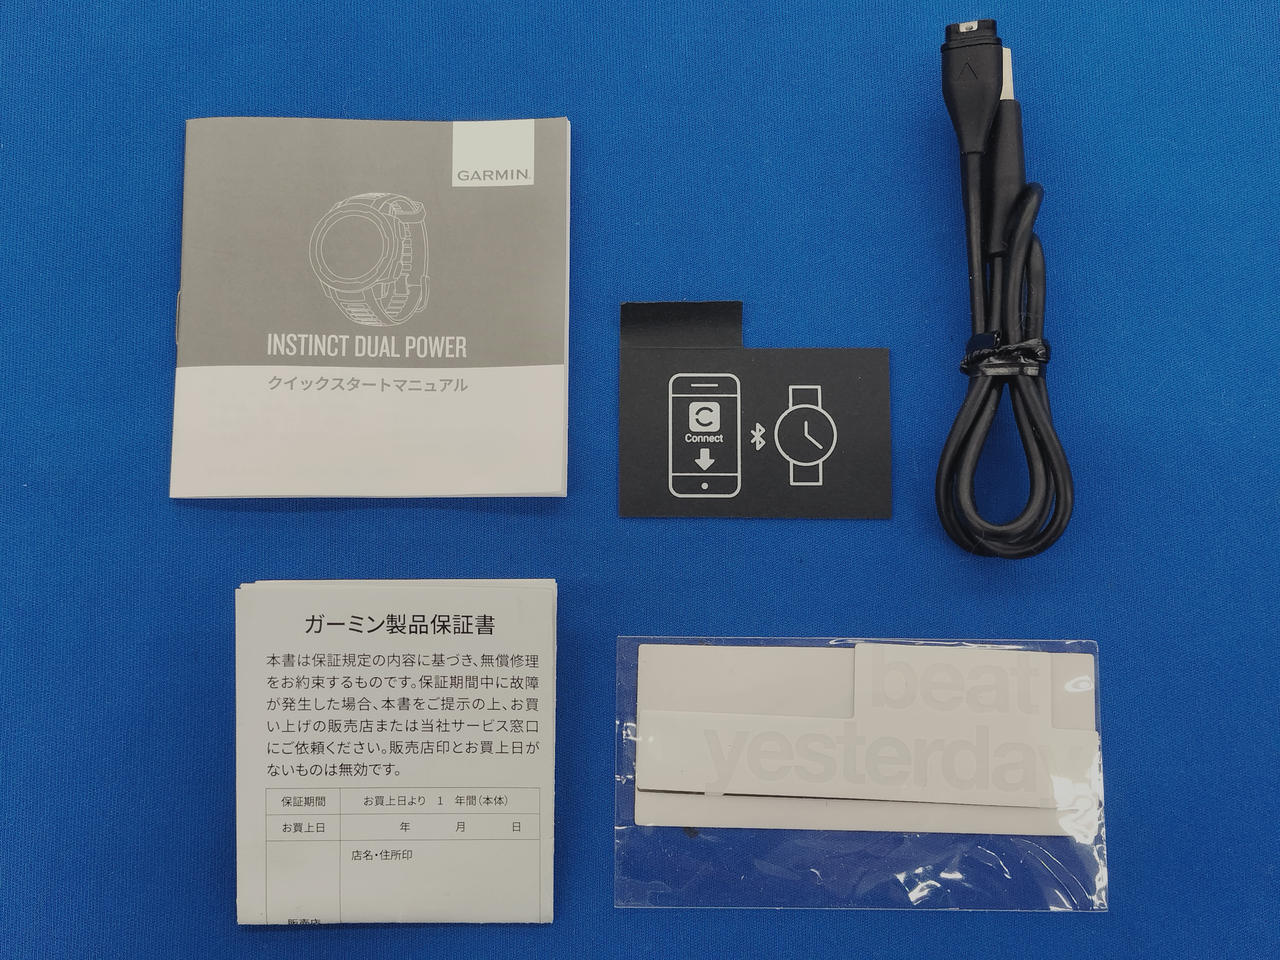 GARMIN
INSTINCT DUAL POWER
クイックスタートマニュアル
Connect
ガーミン製品保証書
本書は保証規定の内容に基づき、無償修理
をお約束するものです。保証期間中に故障
が発生した場合、本書をご提示の上、お買
い上げの販売店または当社サービス窓口
にご依頼ください。販売店印とお買上日が
ないものは無効です。
保証期間 お買上日より 1 年間(本体)
お買上日 年 月 日
店名・住所印
販売店
beat
yesterday